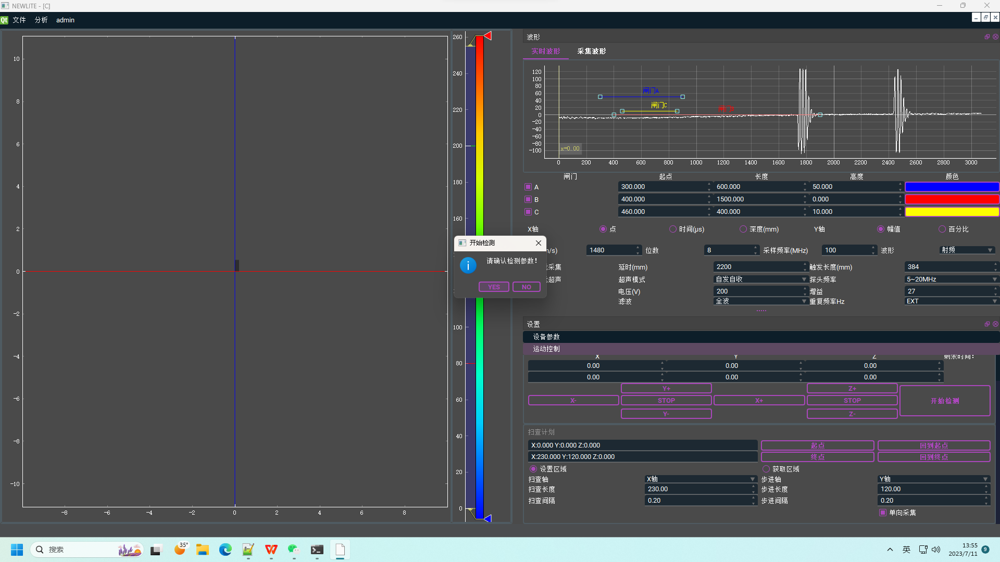 NEWLITE - [C]
文件 分析 admin
波形
实时波形 采集波形
闸门A
闸门C
x=0.00
120
100
80
60
40
20
0
-20
-40
-60
-80
-100
0 200 400 600 800 1000 1200 1400 1600 1800 2000 2200 2400 2600 2800 3000
闸门 起点 长度 高度 颜色
A 300.000 600.000 50.000
B 400.000 1500.000 0.000
C 460.000 400.000 10.000
X轴 点 时间(μs) 深度(mm) Y轴 幅值 百分比
/s) 1480 位数 8 采样频率(MHz) 100 波形 射频
采集 延时(mm) 2200 触发长度(mm) 384
超声 超声模式 自发自收 探头频率 5~20MHz
电压(V) 200 增益 27
滤波 全波 重复频率Hz EXT
开始检测
请确认检测参数!
YES NO
设置
设备参数
运动控制
X Y Z 剩余时间:
0.00 0.00 0.00
0.00 0.00 0.00
Y+ Z+
X- STOP X+ STOP 开始检测
Y- Z-
扫查计划
X:0.000 Y:0.000 Z:0.000 起点 回到起点
X:230.000 Y:120.000 Z:0.000 终点 回到终点
设置区域 获取区域
扫查轴 X轴 步进轴 Y轴
扫查长度 230.00 步进长度 120.00
扫查间隔 0.20 步进间隔 0.20
单向采集
10
8
6
4
2
0
-2
-4
-6
-8
-10
-8 -6 -4 -2 0 2 4 6 8
260
240
220
200
180
160
100
80
60
40
20
0
搜索
35°
英
13:55
2023/7/11
9